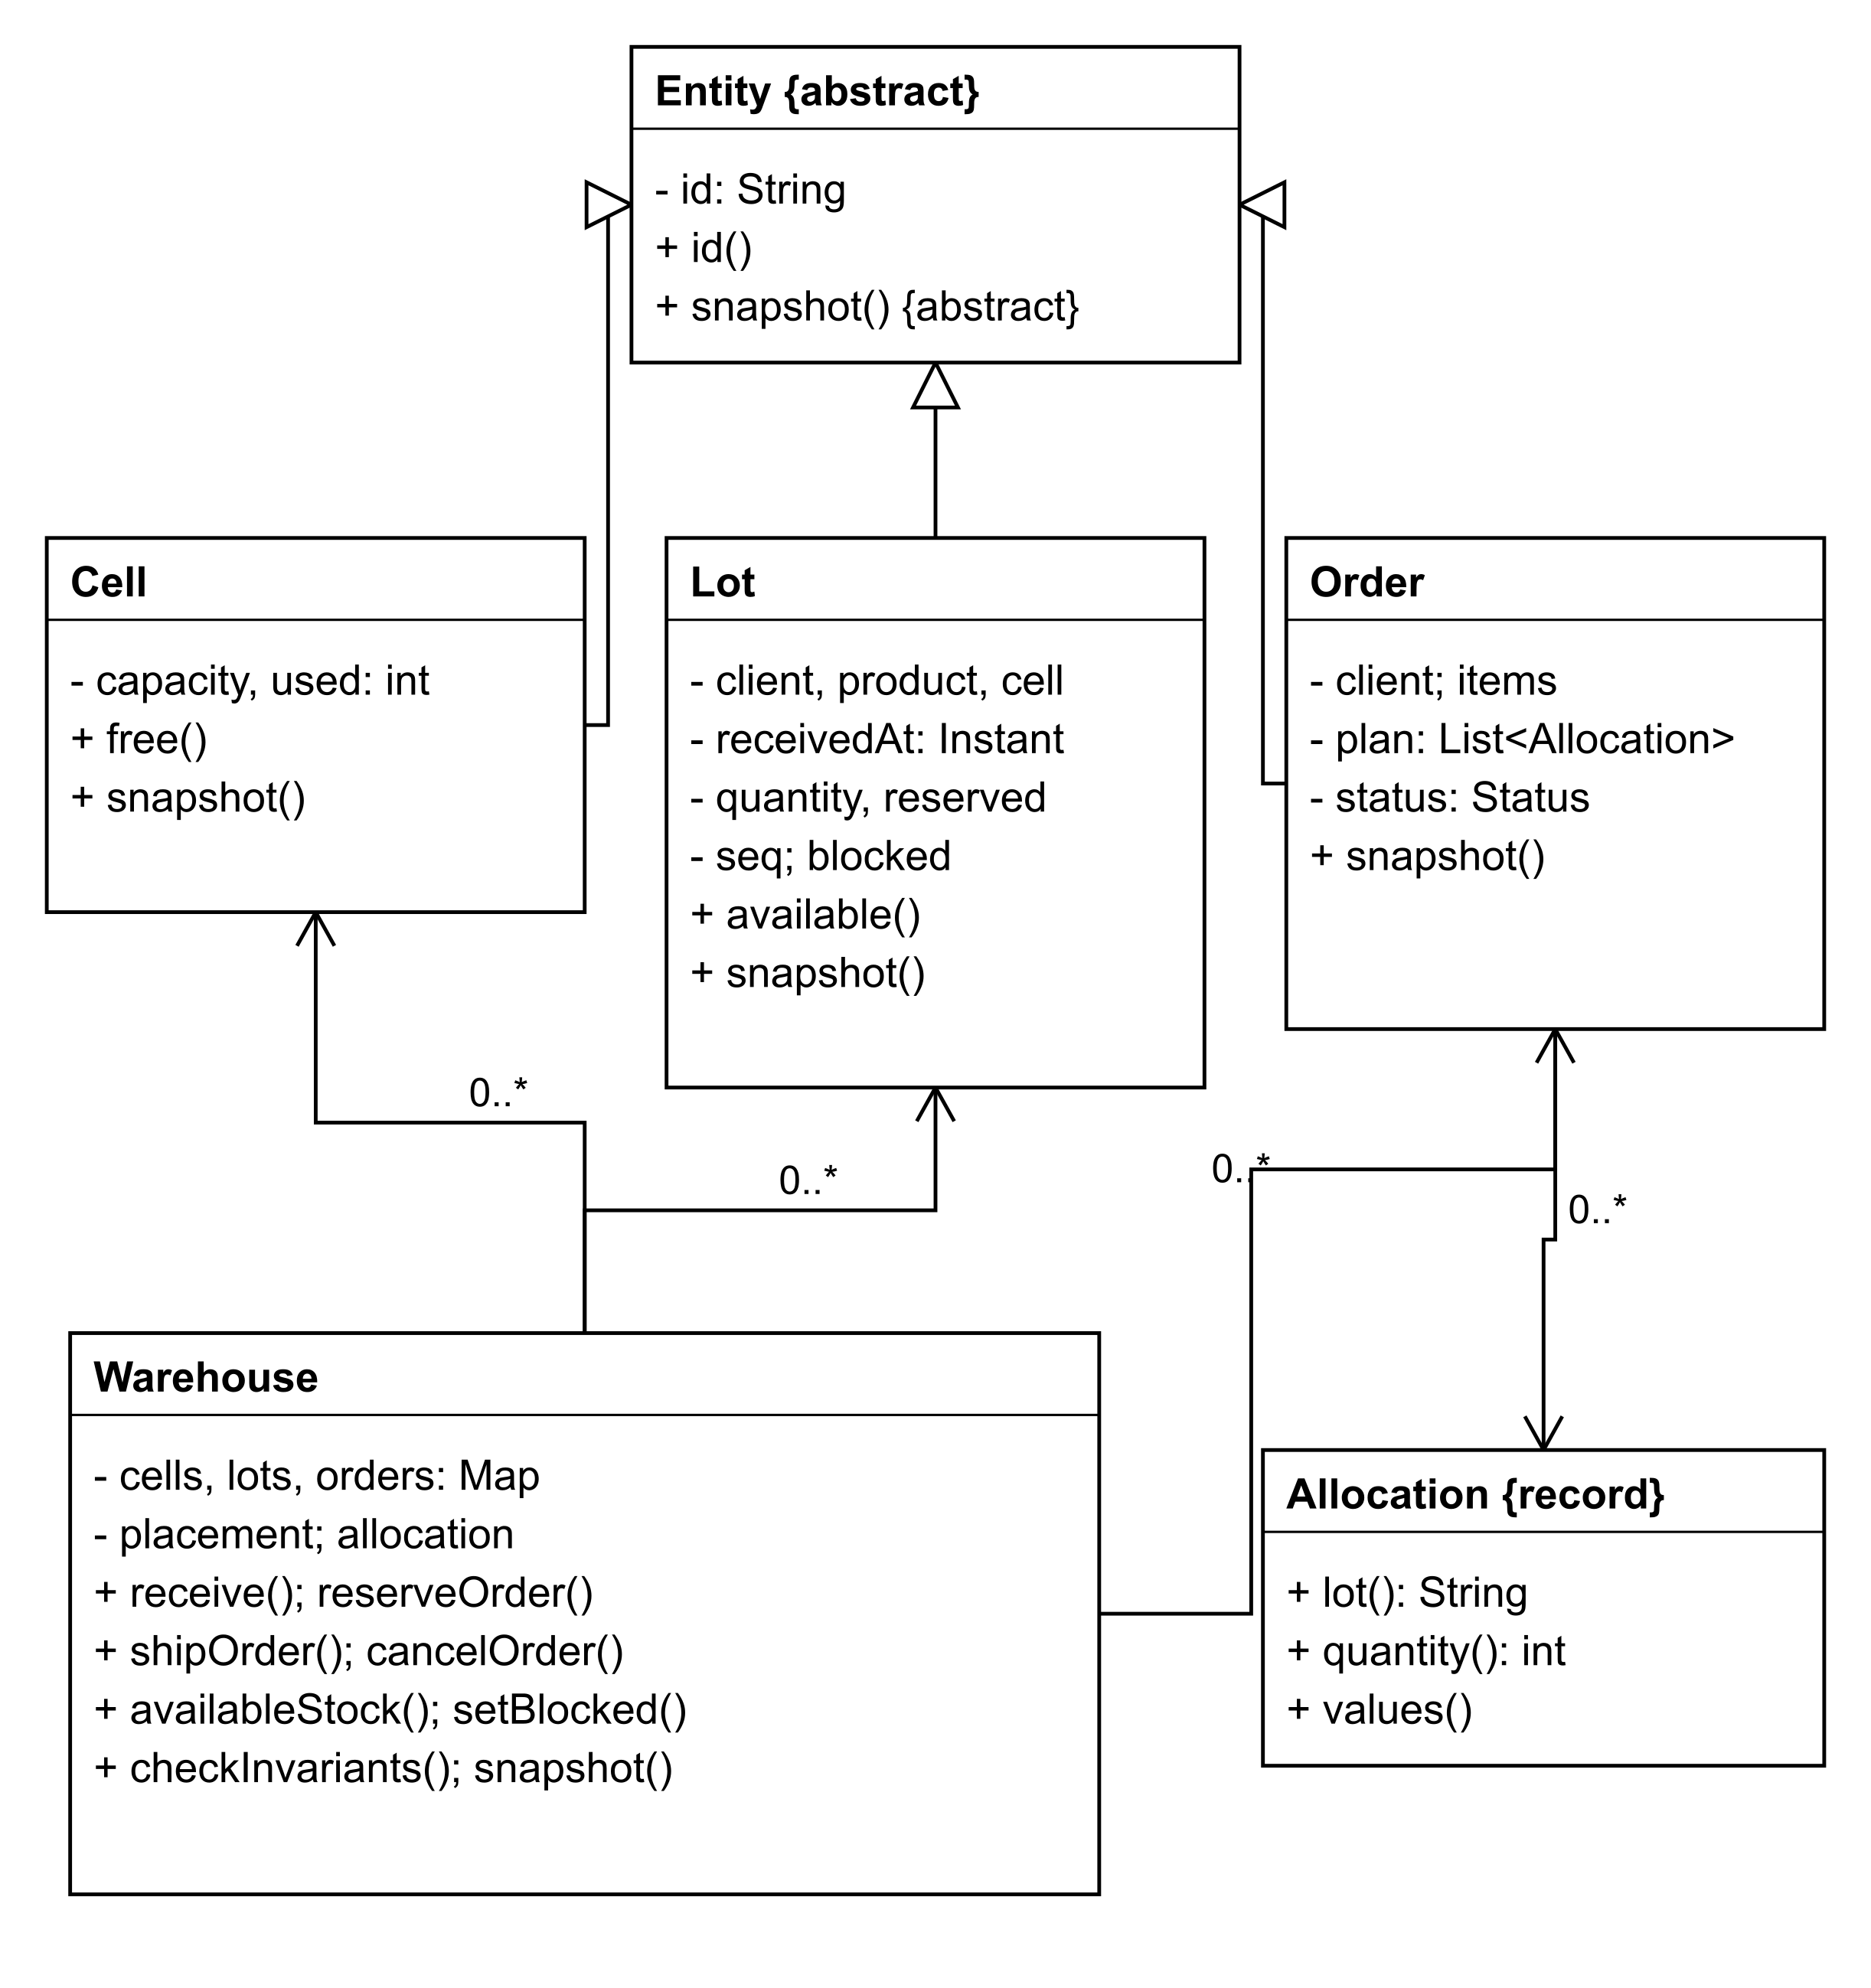 Entity {abstract}
- id: String
+ id()
+ snapshot() {abstract}
Cell
- capacity, used: int
+ free()
+ snapshot()
Lot
- client, product, cell
- receivedAt: Instant
- quantity, reserved
- seq; blocked
+ available()
+ snapshot()
Order
- client; items
- plan: List<Allocation>
- status: Status
+ snapshot()
0..*
0..*
0..*
0..*
Warehouse
- cells, lots, orders: Map
- placement; allocation
+ receive(); reserveOrder()
+ shipOrder(); cancelOrder()
+ availableStock(); setBlocked()
+ checkInvariants(); snapshot()
Allocation {record}
+ lot(): String
+ quantity(): int
+ values()